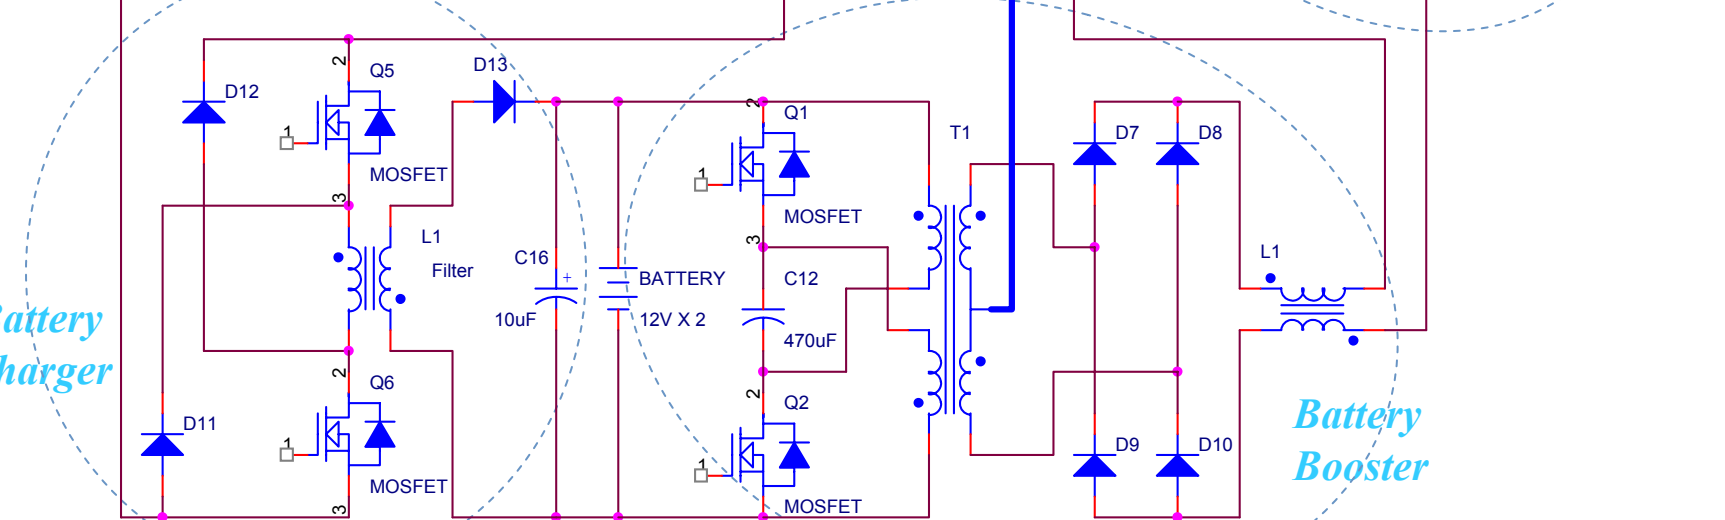 D13
Q5
2
D12
1
MOSFET
3
2
Q1
D7
D8
T1
1
MOSFET
L1
Filter
C16
+
10uF
BATTERY
12V X 2
3
C12
470uF
L1
attery
harger
2
Q6
D11
1
MOSFET
3
2
Q2
1
MOSFET
D9
D10
Battery
Booster